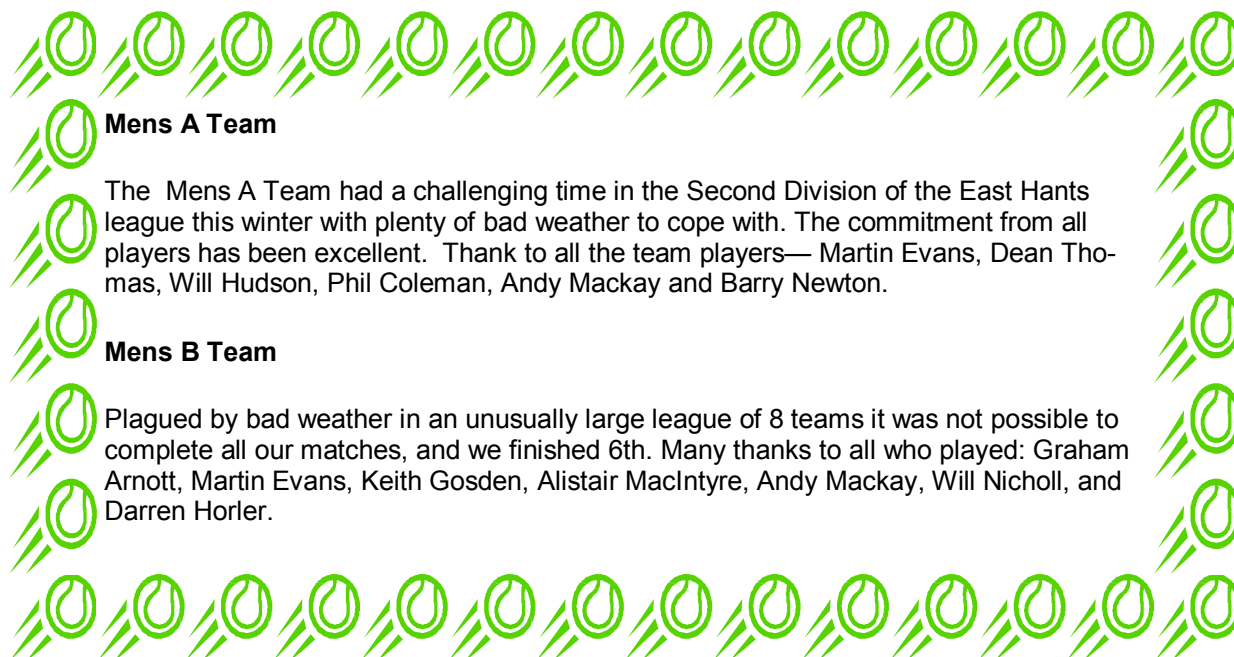 Mens A Team
The  Mens A Team had a challenging time in the Second Division of the East Hants
league this winter with plenty of bad weather to cope with. The commitment from all
players has been excellent.  Thank to all the team players— Martin Evans, Dean Tho-
mas, Will Hudson, Phil Coleman, Andy Mackay and Barry Newton.
Mens B Team
Plagued by bad weather in an unusually large league of 8 teams it was not possible to
complete all our matches, and we finished 6th. Many thanks to all who played: Graham
Arnott, Martin Evans, Keith Gosden, Alistair MacIntyre, Andy Mackay, Will Nicholl, and
Darren Horler.